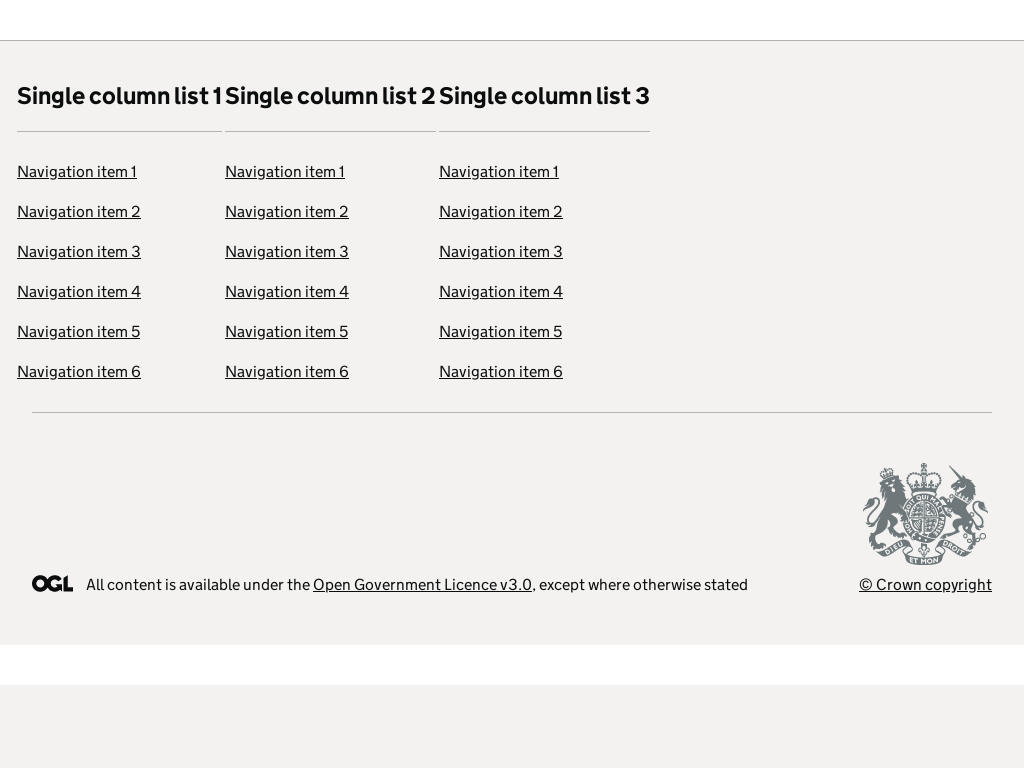 Single column list 1
Navigation item 1
Navigation item 2
Navigation item 3
Navigation item 4
Navigation item 5
Navigation item 6
Single column list 2
Navigation item 1
Navigation item 2
Navigation item 3
Navigation item 4
Navigation item 5
Navigation item 6
Single column list 3
Navigation item 1
Navigation item 2
Navigation item 3
Navigation item 4
Navigation item 5
Navigation item 6
OGL All content is available under the Open Government Licence v3.0, except where otherwise stated
DIEU ET MON DROIT
© Crown copyright